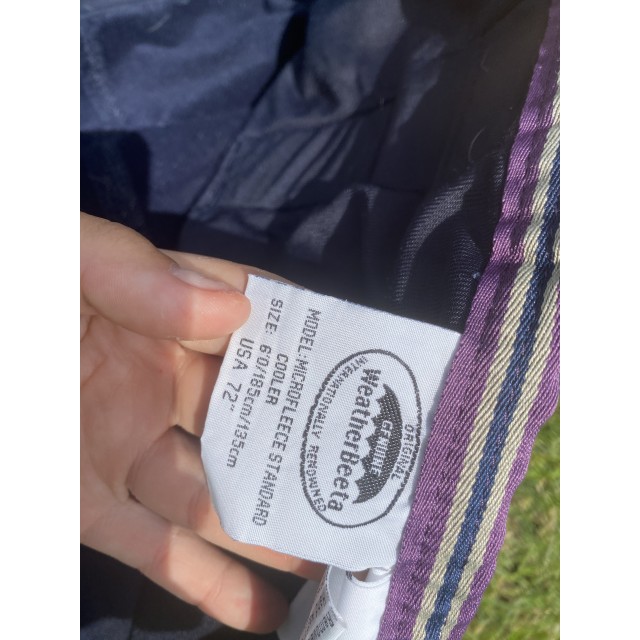 ORIGINAL
GENUINE
WeatherBeeta
INTERNATIONALLY RENOWNED
MODEL:MICROFLEECE STANDARD
COOLER
SIZE: 6'0/185cm/135cm
USA 72"